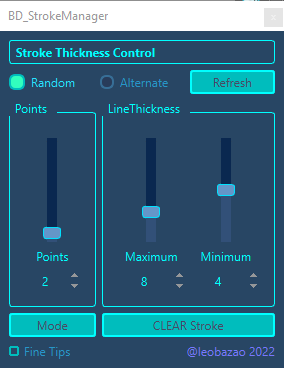 BD_StrokeManager
x
Stroke Thickness Control
Random Alternate Refresh
Points LineThickness
Points Maximum Minimum
2 8 4
Mode CLEAR Stroke
Fine Tips @leobazao 2022